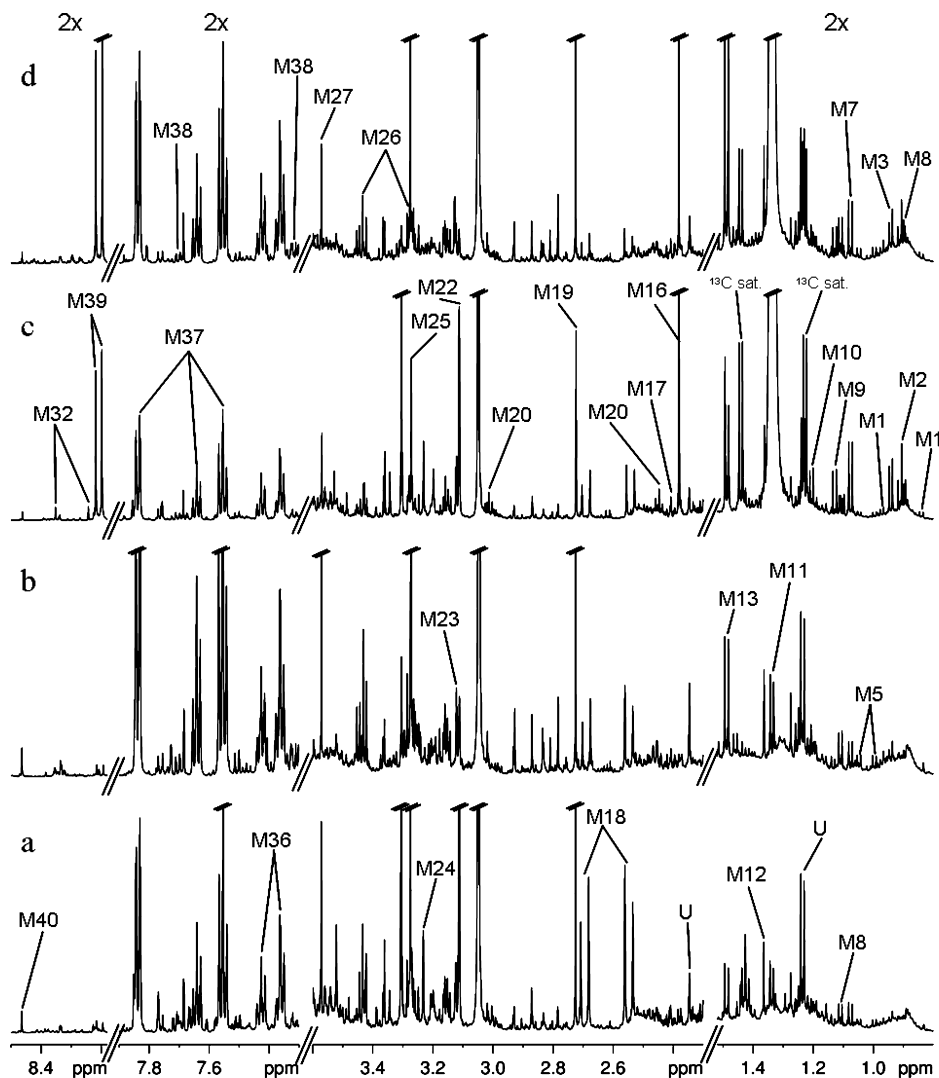 2x 2x 2x
d
M38 M38 M27 M26 M7 M3 M8
c
M39 M32 M37 M22 M25 M20 M19 M20 M17 M16 ¹³C sat. ¹³C sat. M10 M9 M1 M2 M1
b
M23 M13 M11 M5
a
M40 M36 M24 M18 U M12 U M8
8.4 ppm 7.8 7.6 ppm 3.4 3.2 3.0 2.8 2.6 ppm 1.4 1.2 1.0 ppm